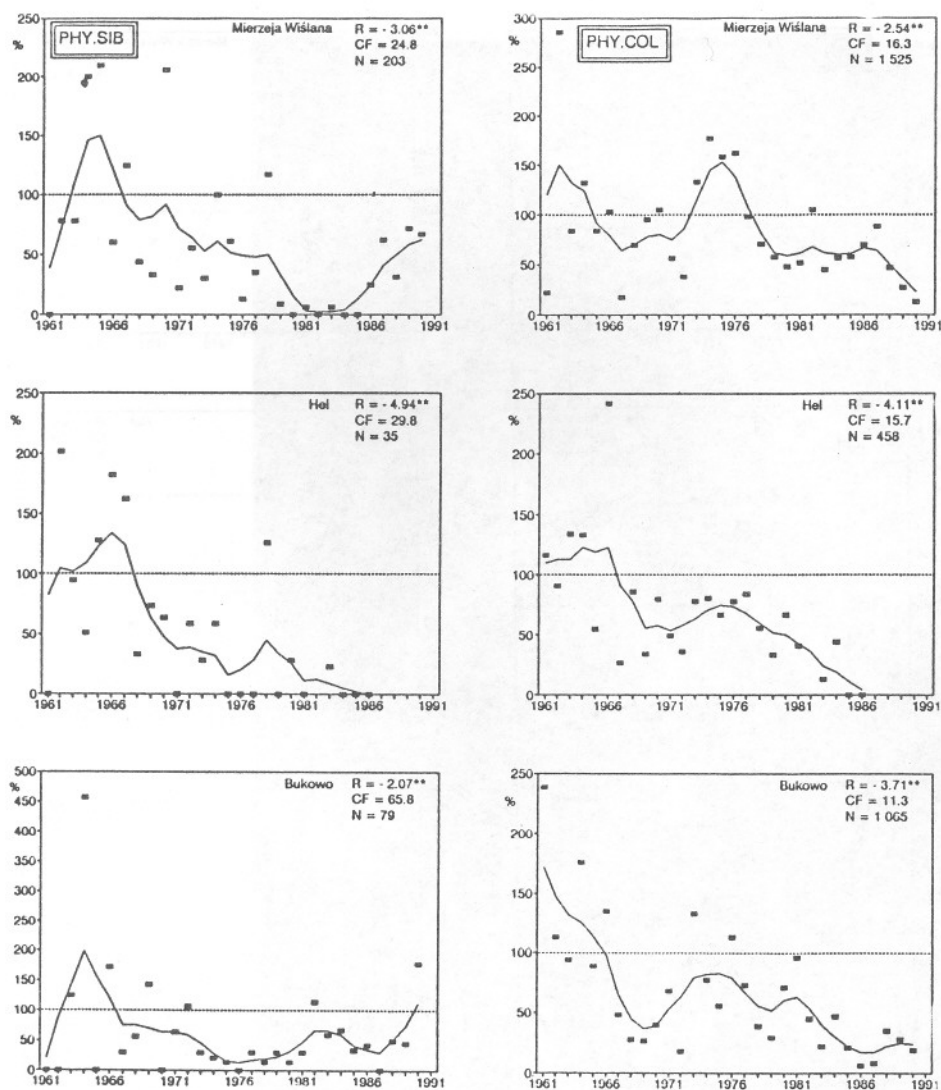 250
%
200
150
100
50
0
PHY.SIB
Mierzeja Wiślana
R = - 3.06**
CF = 24.8
N = 203
1961 1966 1971 1976 1981 1986 1991
300
%
250
200
150
100
50
0
PHY.COL
Mierzeja Wiślana
R = - 2.54**
CF = 16.3
N = 1 525
1961 1966 1971 1976 1981 1986 1991
250
%
200
150
100
50
0
Hel
R = - 4.94**
CF = 29.8
N = 35
1961 1966 1971 1976 1981 1986 1991
250
%
200
150
100
50
0
Hel
R = - 4.11**
CF = 15.7
N = 458
1961 1966 1971 1976 1981 1986 1991
500
%
450
400
350
300
250
200
150
100
50
0
Bukowo
R = - 2.07**
CF = 65.8
N = 79
1961 1966 1971 1976 1981 1986 1991
250
%
200
150
100
50
0
Bukowo
R = - 3.71**
CF = 11.3
N = 1 065
1961 1966 1971 1976 1981 1986 1990